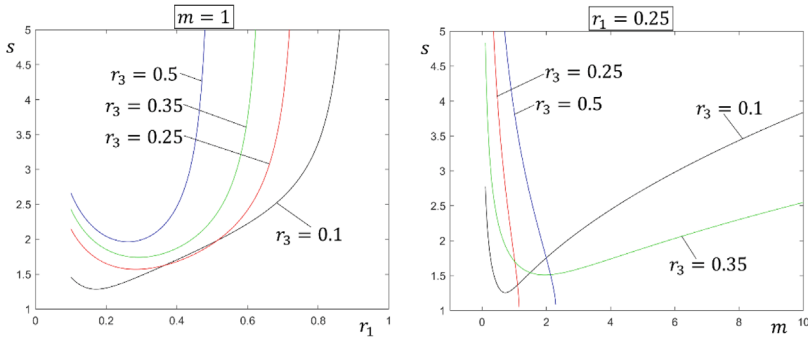 m = 1
s
5
4.5
4
3.5
3
2.5
2
1.5
1
r₃ = 0.5
r₃ = 0.35
r₃ = 0.25
r₃ = 0.1
0 0.2 0.4 0.6 0.8 1
r₁
r₁ = 0.25
s
5
4.5
4
3.5
3
2.5
2
1.5
1
r₃ = 0.25
r₃ = 0.5
r₃ = 0.1
r₃ = 0.35
0 2 4 6 8 10
m